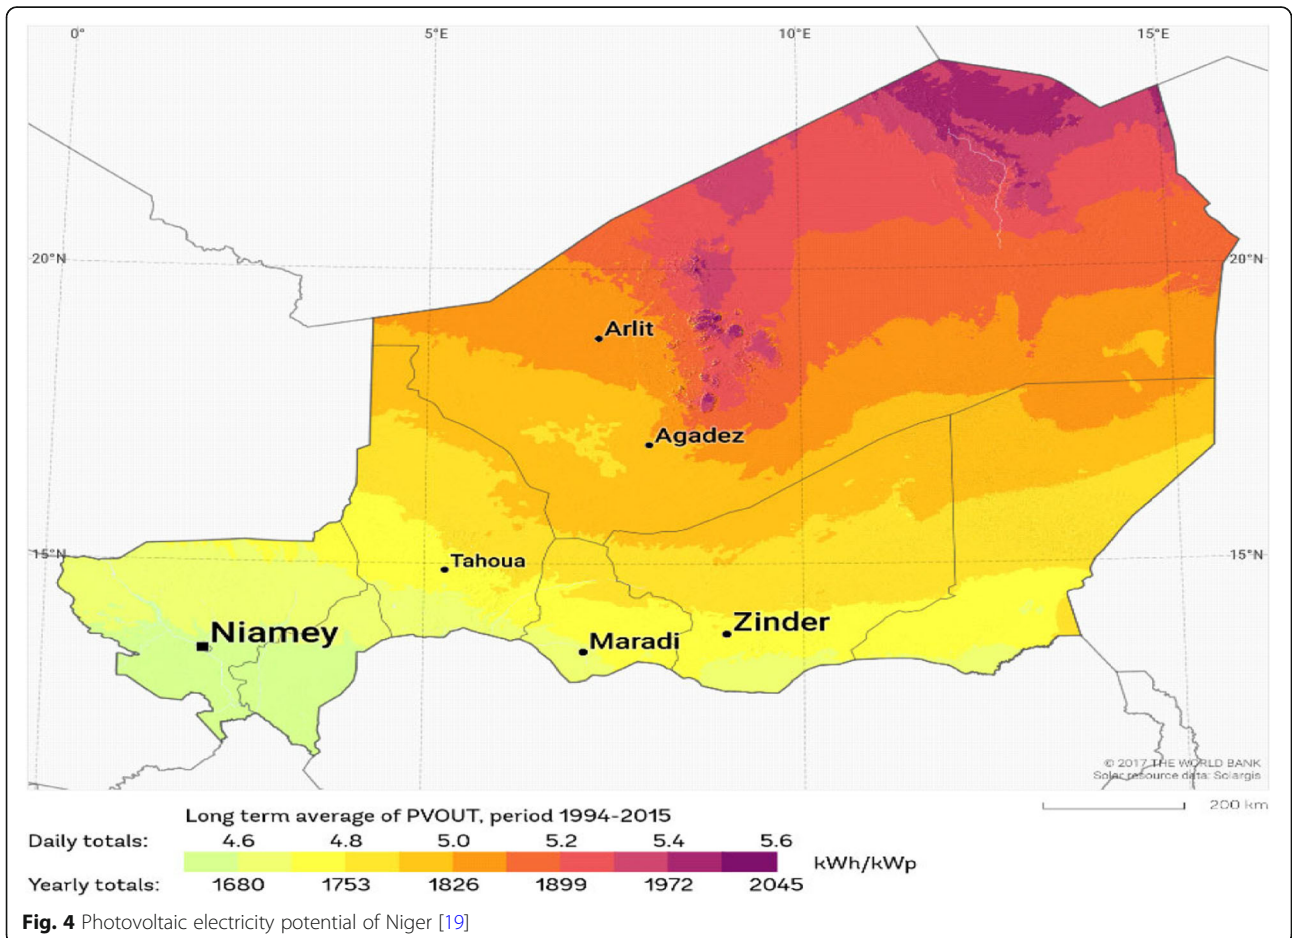 0° 5°E 10°E 15°E
20°N 20°N
Arlit
Agadez
15°N 15°N
Tahoua
Niamey
Maradi
Zinder
© 2017 THE WORLD BANK
Solar resource data: Solargis
200 km
Long term average of PVOUT, period 1994-2015
Daily totals: 4.6 4.8 5.0 5.2 5.4 5.6
kWh/kWp
Yearly totals: 1680 1753 1826 1899 1972 2045
Fig. 4 Photovoltaic electricity potential of Niger [19]